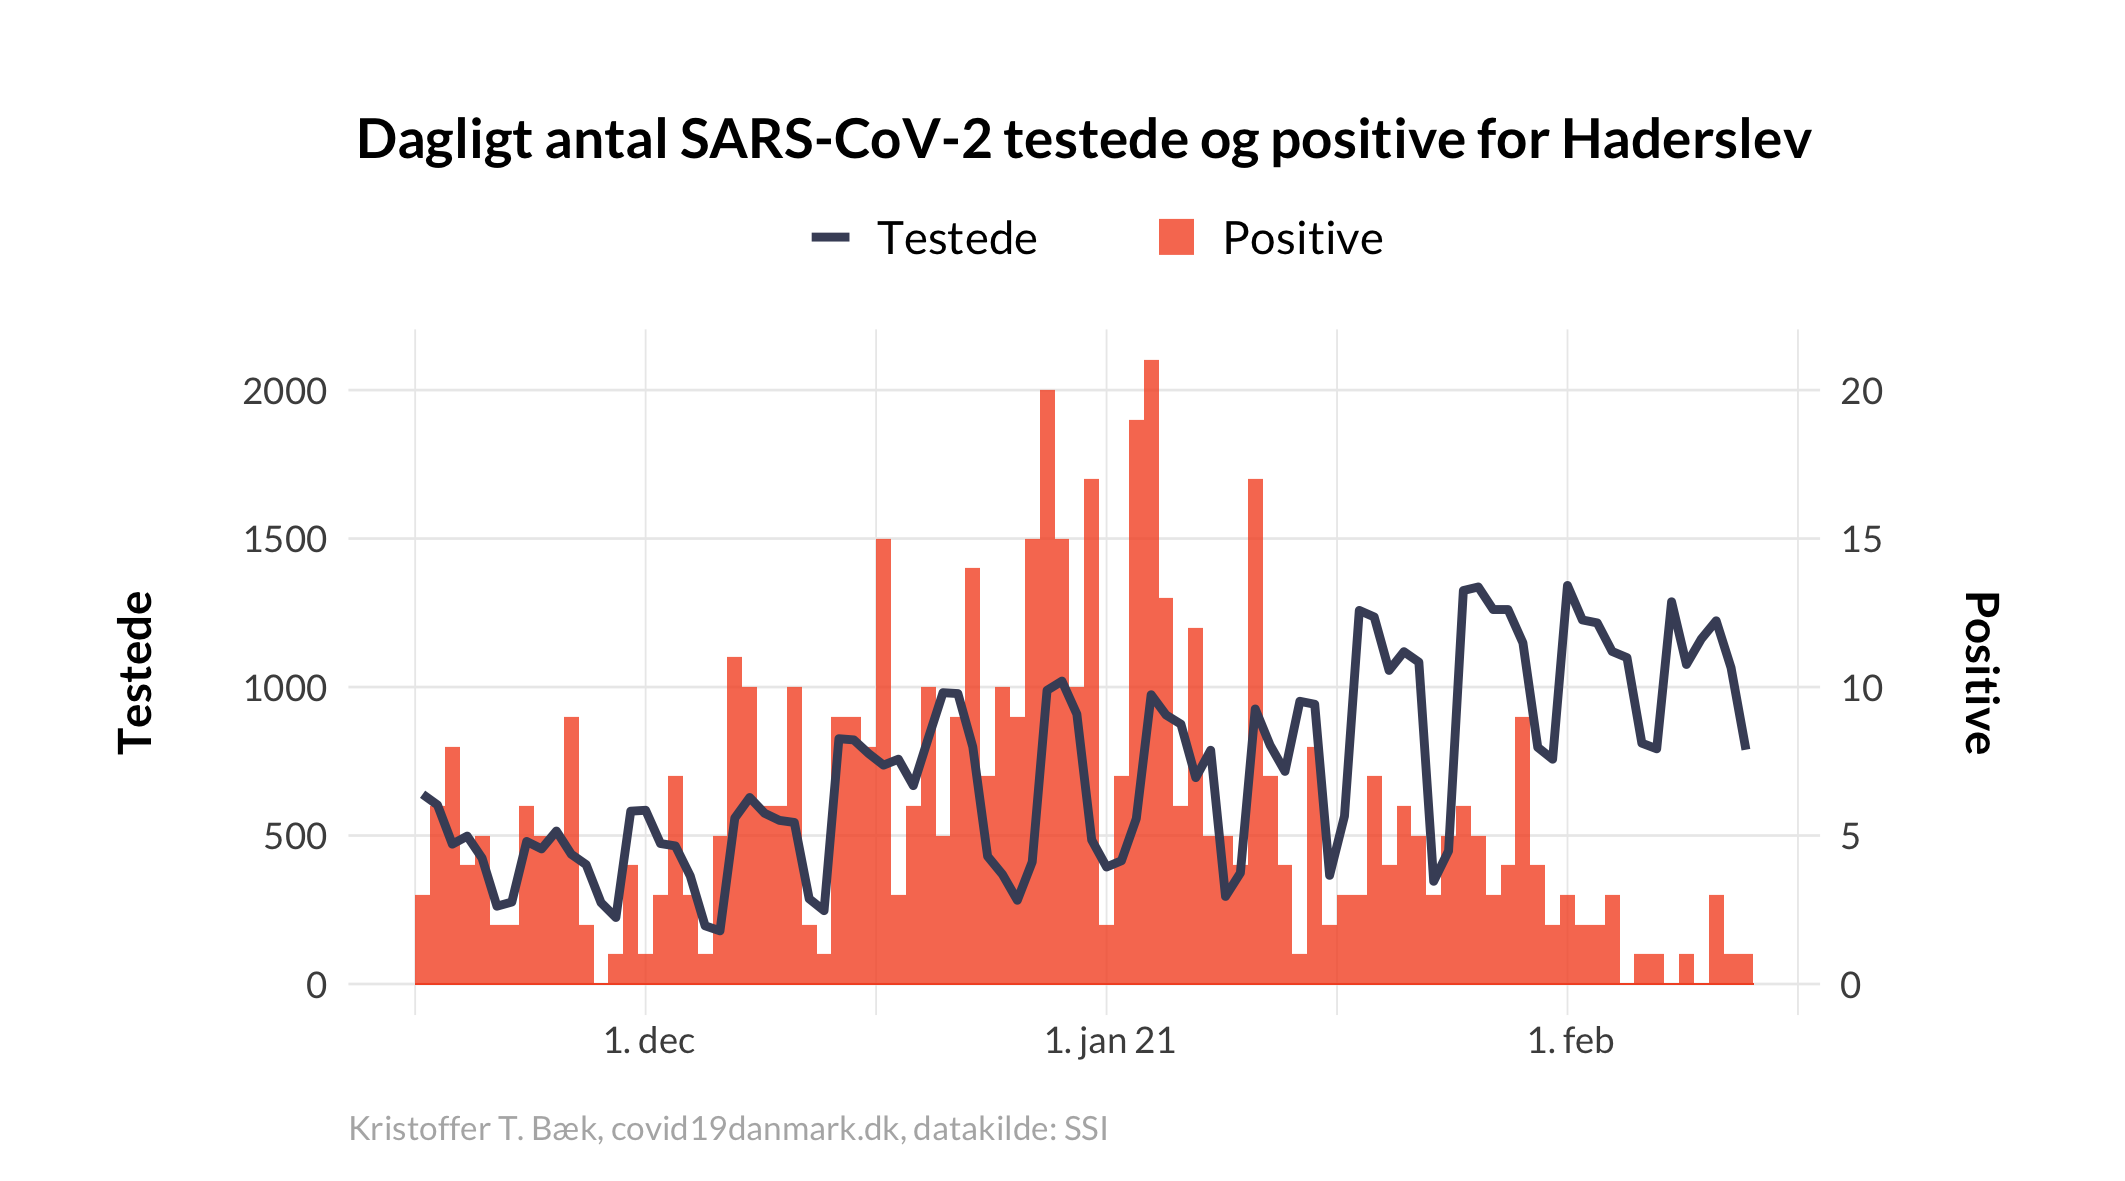 Dagligt antal SARS-CoV-2 testede og positive for Haderslev
Testede
Positive
2000
1500
1000
500
0
Testede
20
15
10
5
0
Positive
1. dec
1. jan 21
1. feb
Kristoffer T. Bæk, covid19danmark.dk, datakilde: SSI